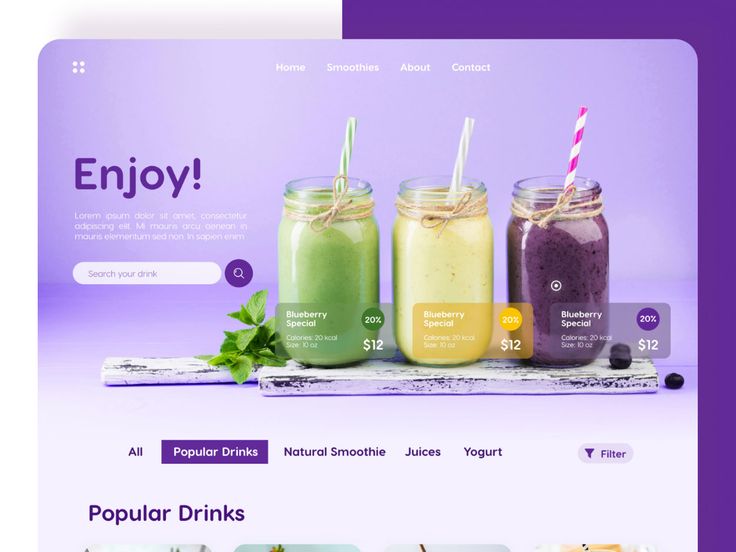 Home Smoothies About Contact
Enjoy!
Lorem ipsum dolor sit amet, consectetur
adipiscing elit. Mi mauris arcu aenean in
mauris elementum sed non. In sapien enim
Search your drink
Blueberry
Special
20%
Calories: 20 kcal
Size: 10 oz
$12
Blueberry
Special
20%
Calories: 20 kcal
Size: 10 oz
$12
Blueberry
Special
20%
Calories: 20 kcal
Size: 10 oz
$12
All Popular Drinks Natural Smoothie Juices Yogurt Filter
Popular Drinks